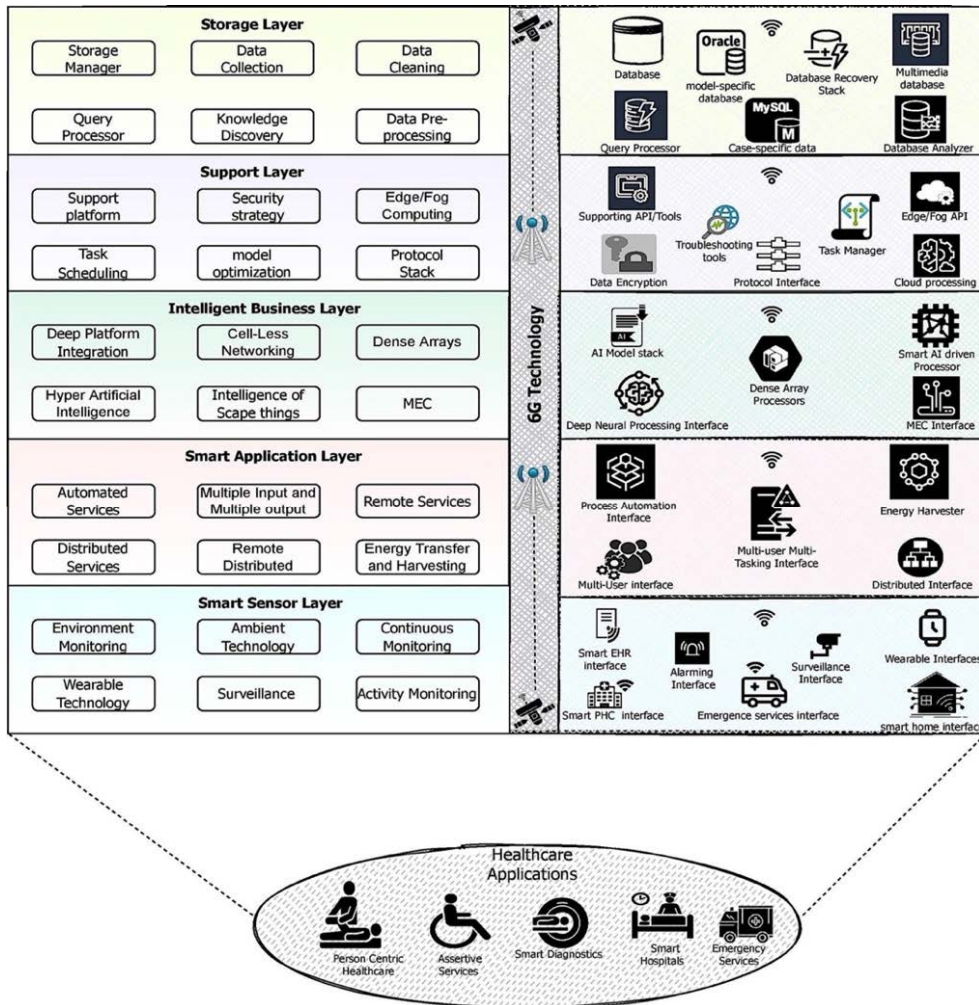 Storage Layer
Storage
Manager
Data
Collection
Data
Cleaning
Query
Processor
Knowledge
Discovery
Data Pre-
processing
Support Layer
Support
platform
Security
strategy
Edge/Fog
Computing
Task
Scheduling
model
optimization
Protocol
Stack
Intelligent Business Layer
Deep Platform
Integration
Cell-Less
Networking
Dense Arrays
Hyper Artificial
Intelligence
Intelligence of
Scape things
MEC
Smart Application Layer
Automated
Services
Multiple Input and
Multiple output
Remote Services
Distributed
Services
Remote
Distributed
Energy Transfer
and Harvesting
Smart Sensor Layer
Environment
Monitoring
Ambient
Technology
Continuous
Monitoring
Wearable
Technology
Surveillance
Activity Monitoring
6G Technology
Database
Oracle
model-specific
database
Database Recovery
Stack
Multimedia
database
Query Processor
MySQL
M
Case-specific data
Database Analyzer
Supporting API/Tools
Troubleshooting
tools
Task Manager
Edge/Fog API
Data Encryption
Protocol Interface
Cloud processing
AI
AI Model stack
Dense Array
Processors
Smart AI driven
Processor
Deep Neural Processing Interface
MEC Interface
Process Automation
Interface
Multi-user Multi-
Tasking Interface
Energy Harvester
Multi-User interface
Distributed Interface
Smart EHR
interface
Alarming
Interface
Surveillance
Interface
Wearable Interfaces
Smart PHC interface
Emergence services interface
smart home interface
Healthcare
Applications
Person Centric
Healthcare
Assertive
Services
Smart Diagnostics
Smart
Hospitals
Emergency
Services